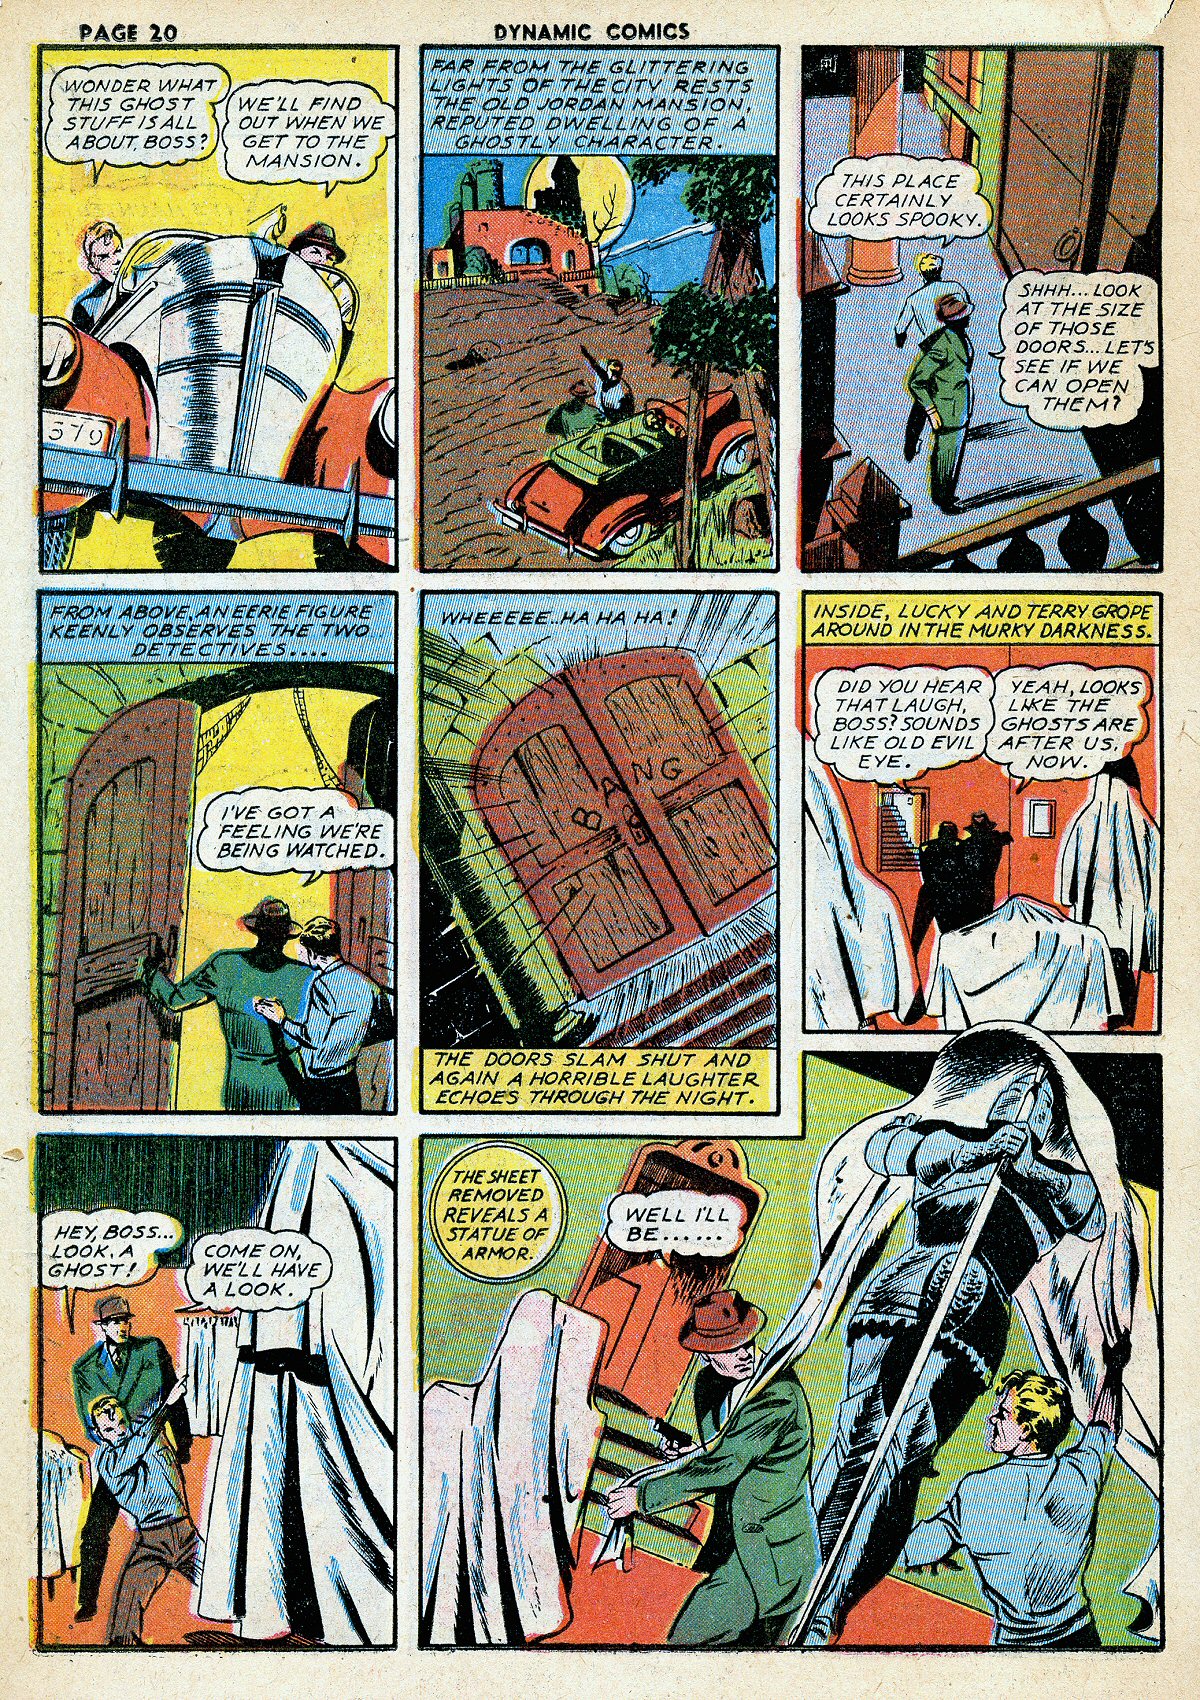 PAGE 20
DYNAMIC COMICS
WONDER WHAT
THIS GHOST
STUFF IS ALL
ABOUT, BOSS?
WE'LL FIND
OUT WHEN WE
GET TO THE
MANSION.
FAR FROM THE GLITTERING
LIGHTS OF THE CITY RESTS
THE OLD JORDAN MANSION,
REPUTED DWELLING OF A
GHOSTLY CHARACTER.
THIS PLACE
CERTAINLY
LOOKS SPOOKY.
SHHH...LOOK
AT THE SIZE
OF THOSE
DOORS...LET'S
SEE IF WE
CAN OPEN
THEM?
FROM ABOVE, AN EERIE FIGURE
KEENLY OBSERVES THE TWO
DETECTIVES....
I'VE GOT A
FEELING WE'RE
BEING WATCHED.
WHEEEEE..HA HA HA!
BANG
THE DOORS SLAM SHUT AND
AGAIN A HORRIBLE LAUGHTER
ECHOES THROUGH THE NIGHT.
INSIDE, LUCKY AND TERRY GROPE
AROUND IN THE MURKY DARKNESS.
DID YOU HEAR
THAT LAUGH,
BOSS? SOUNDS
LIKE OLD EVIL
EYE.
YEAH, LOOKS
LIKE THE
GHOSTS ARE
AFTER US,
NOW.
HEY, BOSS...
LOOK, A
GHOST!
COME ON,
WE'LL HAVE
A LOOK.
THE SHEET
REMOVED
REVEALS A
STATUE OF
ARMOR.
WELL I'LL
BE......